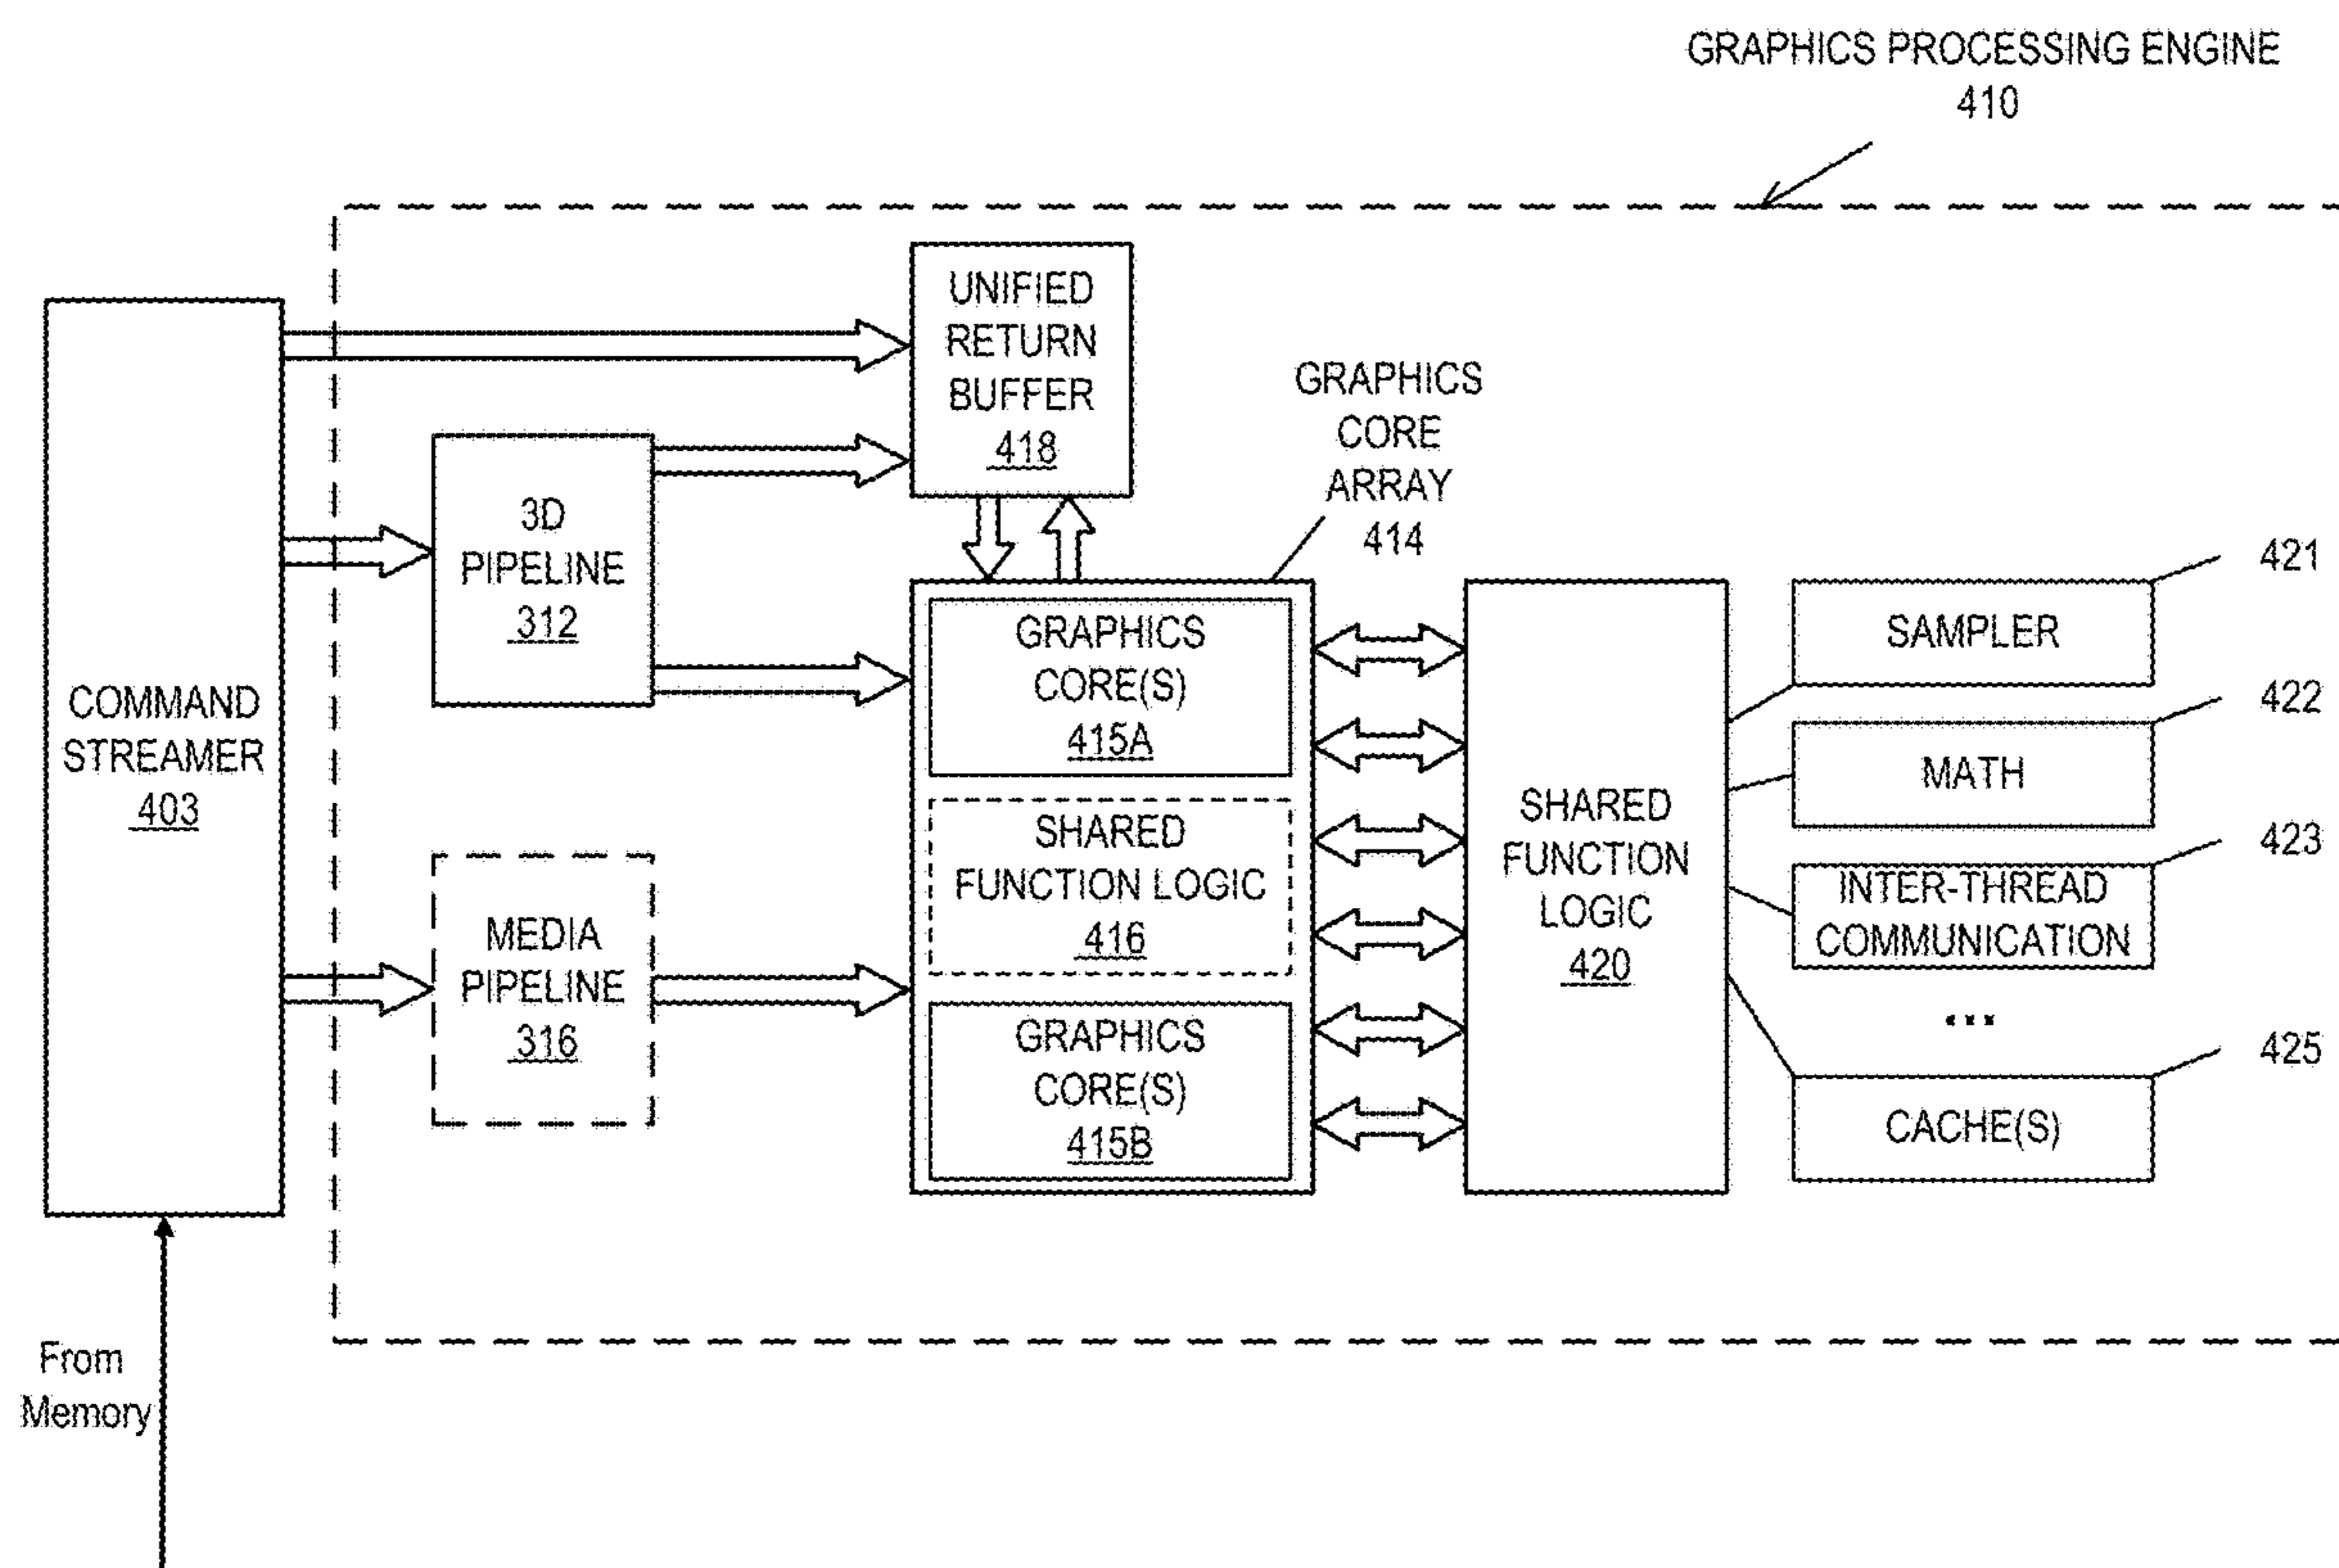 GRAPHICS PROCESSING ENGINE
410
UNIFIED
RETURN
BUFFER
418
GRAPHICS
CORE
ARRAY
414
3D
PIPELINE
312
COMMAND
STREAMER
403
MEDIA
PIPELINE
316
GRAPHICS
CORE(S)
415A
SHARED
FUNCTION LOGIC
416
GRAPHICS
CORE(S)
415B
SHARED
FUNCTION
LOGIC
420
421
SAMPLER
422
MATH
423
INTER-THREAD
COMMUNICATION
...
425
CACHE(S)
From
Memory